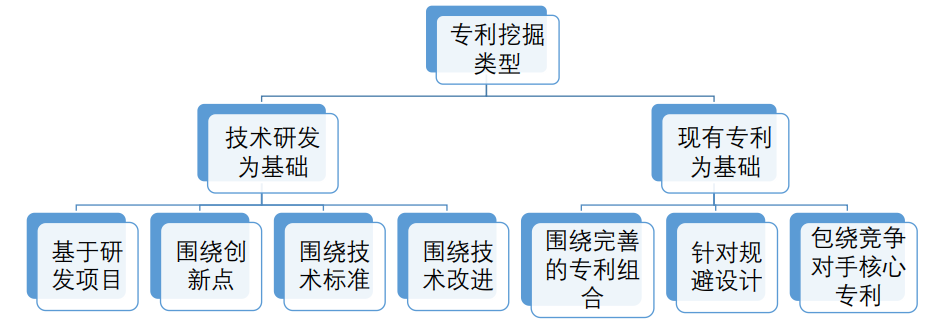 专利挖掘
类型
技术研发
为基础
现有专利
为基础
基于研
发项目
围绕创
新点
围绕技
术标准
围绕技
术改进
围绕完善
的专利组
合
针对规
避设计
包绕竞争
对手核心
专利